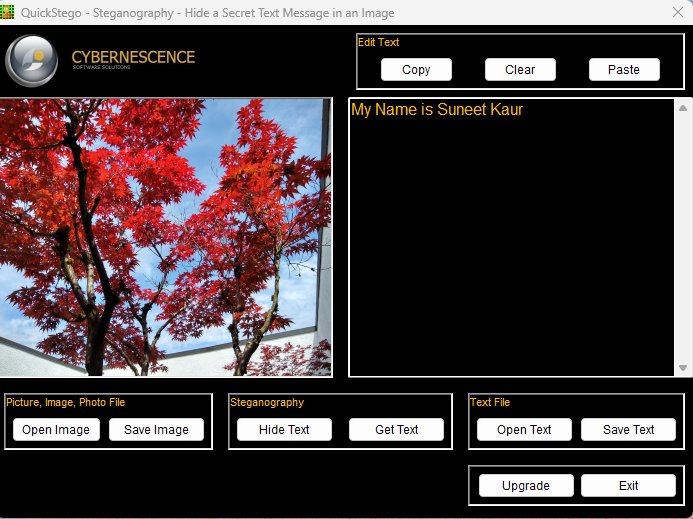 QuickStego - Steganography - Hide a Secret Text Message in an Image
CYBERNESCENCE
SOFTWARE SOLUTIONS
Edit Text
Copy Clear Paste
My Name is Suneet Kaur
Picture, Image, Photo File
Open Image Save Image
Steganography
Hide Text Get Text
Text File
Open Text Save Text
Upgrade Exit